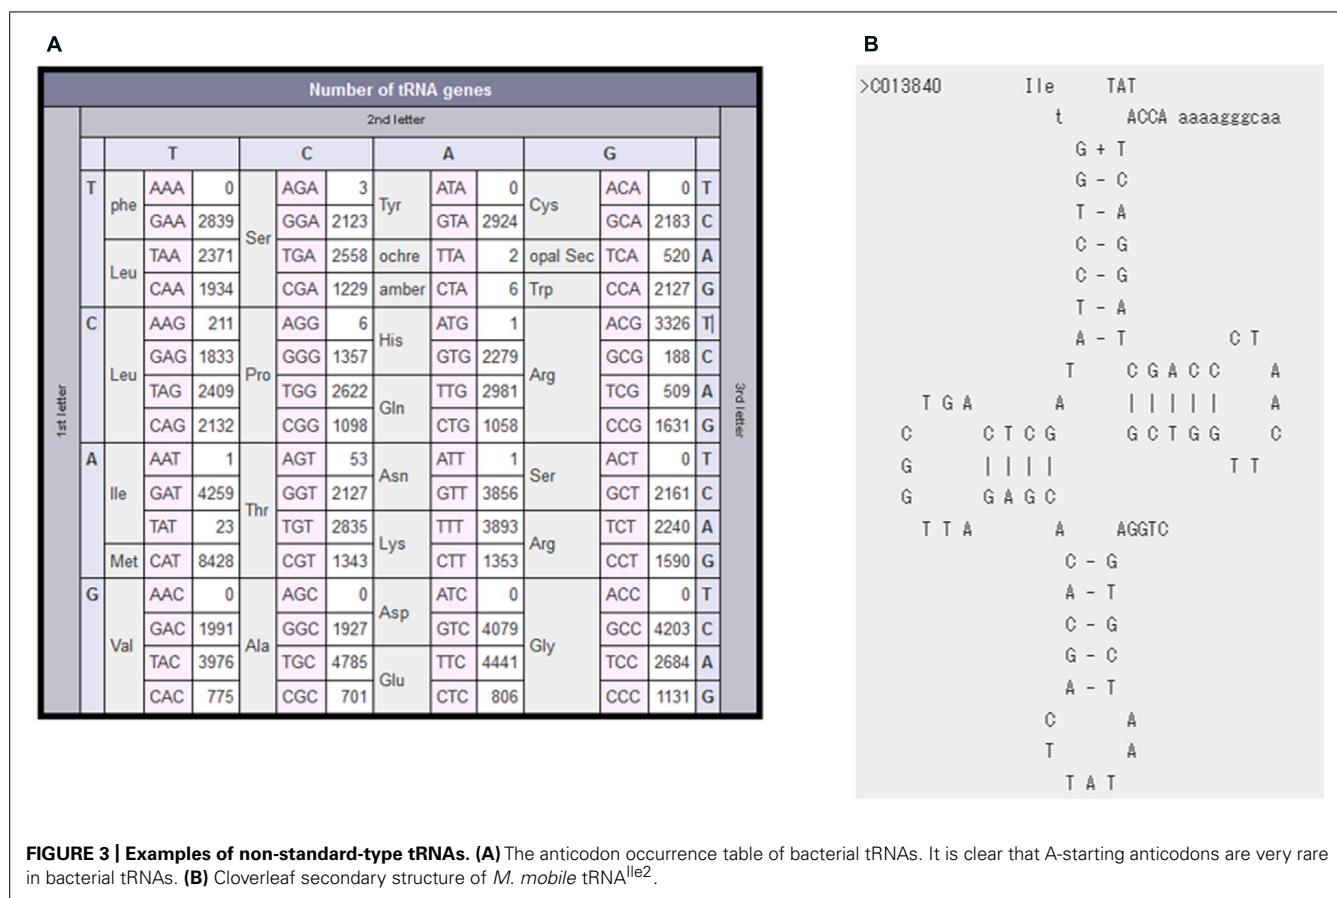 A
Number of tRNA genes
2nd letter
T C A G
T phe AAA 0 Ser AGA 3 Tyr ATA 0 Cys ACA 0 T
GAA 2839 GGA 2123 GTA 2924 GCA 2183 C
Leu TAA 2371 TGA 2558 ochre TTA 2 opal Sec TCA 520 A
CAA 1934 CGA 1229 amber CTA 6 Trp CCA 2127 G
C Leu AAG 211 Pro AGG 6 His ATG 1 Arg ACG 3326 T
GAG 1833 GGG 1357 GTG 2279 GCG 188 C
TAG 2409 TGG 2622 Gln TTG 2981 TCG 509 A
CAG 2132 CGG 1098 CTG 1058 CCG 1631 G
A Ile AAT 1 Thr AGT 53 Asn ATT 1 Ser ACT 0 T
GAT 4259 GGT 2127 GTT 3856 GCT 2161 C
TAT 23 TGT 2835 Lys TTT 3893 Arg TCT 2240 A
Met CAT 8428 CGT 1343 CTT 1353 CCT 1590 G
G Val AAC 0 Ala AGC 0 Asp ATC 0 Gly ACC 0 T
GAC 1991 GGC 1927 GTC 4079 GCC 4203 C
TAC 3976 TGC 4785 Glu TTC 4441 TCC 2684 A
CAC 775 CGC 701 CTC 806 CCC 1131 G
1st letter
3rd letter
B
>C013840 Ile TAT
t ACCA aaaagggcaa
G + T
G - C
T - A
C - G
C - G
T - A
A - T C T
T C G A C C A
T G A A | | | | | A
C C T C G G C T G G C
G | | | | T T
G G A G C
T T A A AGGTC
C - G
A - T
C - G
G - C
A - T
C A
T A
T A T
FIGURE 3 | Examples of non-standard-type tRNAs. (A) The anticodon occurrence table of bacterial tRNAs. It is clear that A-starting anticodons are very rare
in bacterial tRNAs. (B) Cloverleaf secondary structure of M. mobile tRNAIle2.